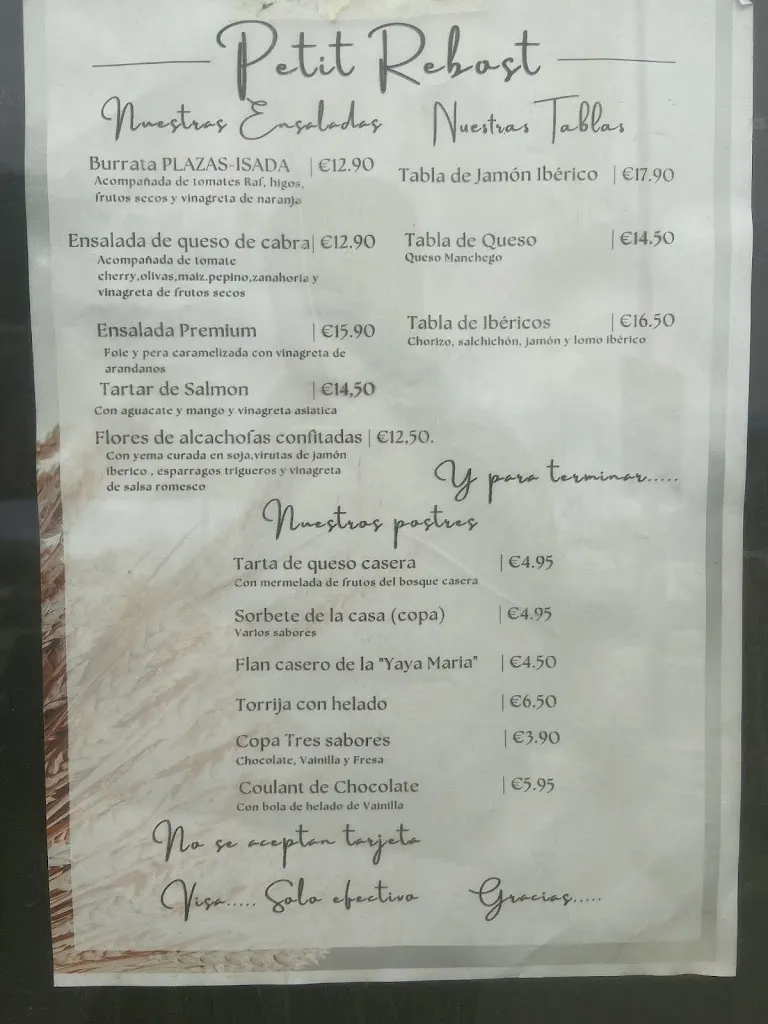 Petit Rebost
Nuestras Ensaladas
Burrata PLAZAS-ISADA | €12.90
Acompañada de tomates Raf, higos,
frutos secos y vinagreta de naranja
Ensalada de queso de cabra| €12.90
Acompañada de tomate
cherry,olivas,maiz.pepino,zanahoria y
vinagreta de frutos secos
Ensalada Premium | €15.90
Foie y pera caramelizada con vinagreta de
arandanos
Tartar de Salmon | €14,50
Con aguacate y mango y vinagreta asiatica
Flores de alcachofas confitadas | €12,50.
Con yema curada en soja,virutas de jamón
iberico , esparragos trigueros y vinagreta
de salsa romesco
Nuestras Tablas
Tabla de Jamón Ibérico | €17.90
Tabla de Queso | €14.50
Queso Manchego
Tabla de Ibéricos | €16.50
Chorizo, salchichón, jamón y lomo ibérico
Y para terminar.....
Nuestros postres
Tarta de queso casera | €4.95
Con mermelada de frutos del bosque casera
Sorbete de la casa (copa) | €4.95
Varios sabores
Flan casero de la "Yaya Maria" | €4.50
Torrija con helado | €6.50
Copa Tres sabores | €3.90
Chocolate, Vainilla y Fresa
Coulant de Chocolate | €5.95
Con bola de helado de Vainilla
No se aceptan tarjeta
Visa..... Solo efectivo Gracias.....